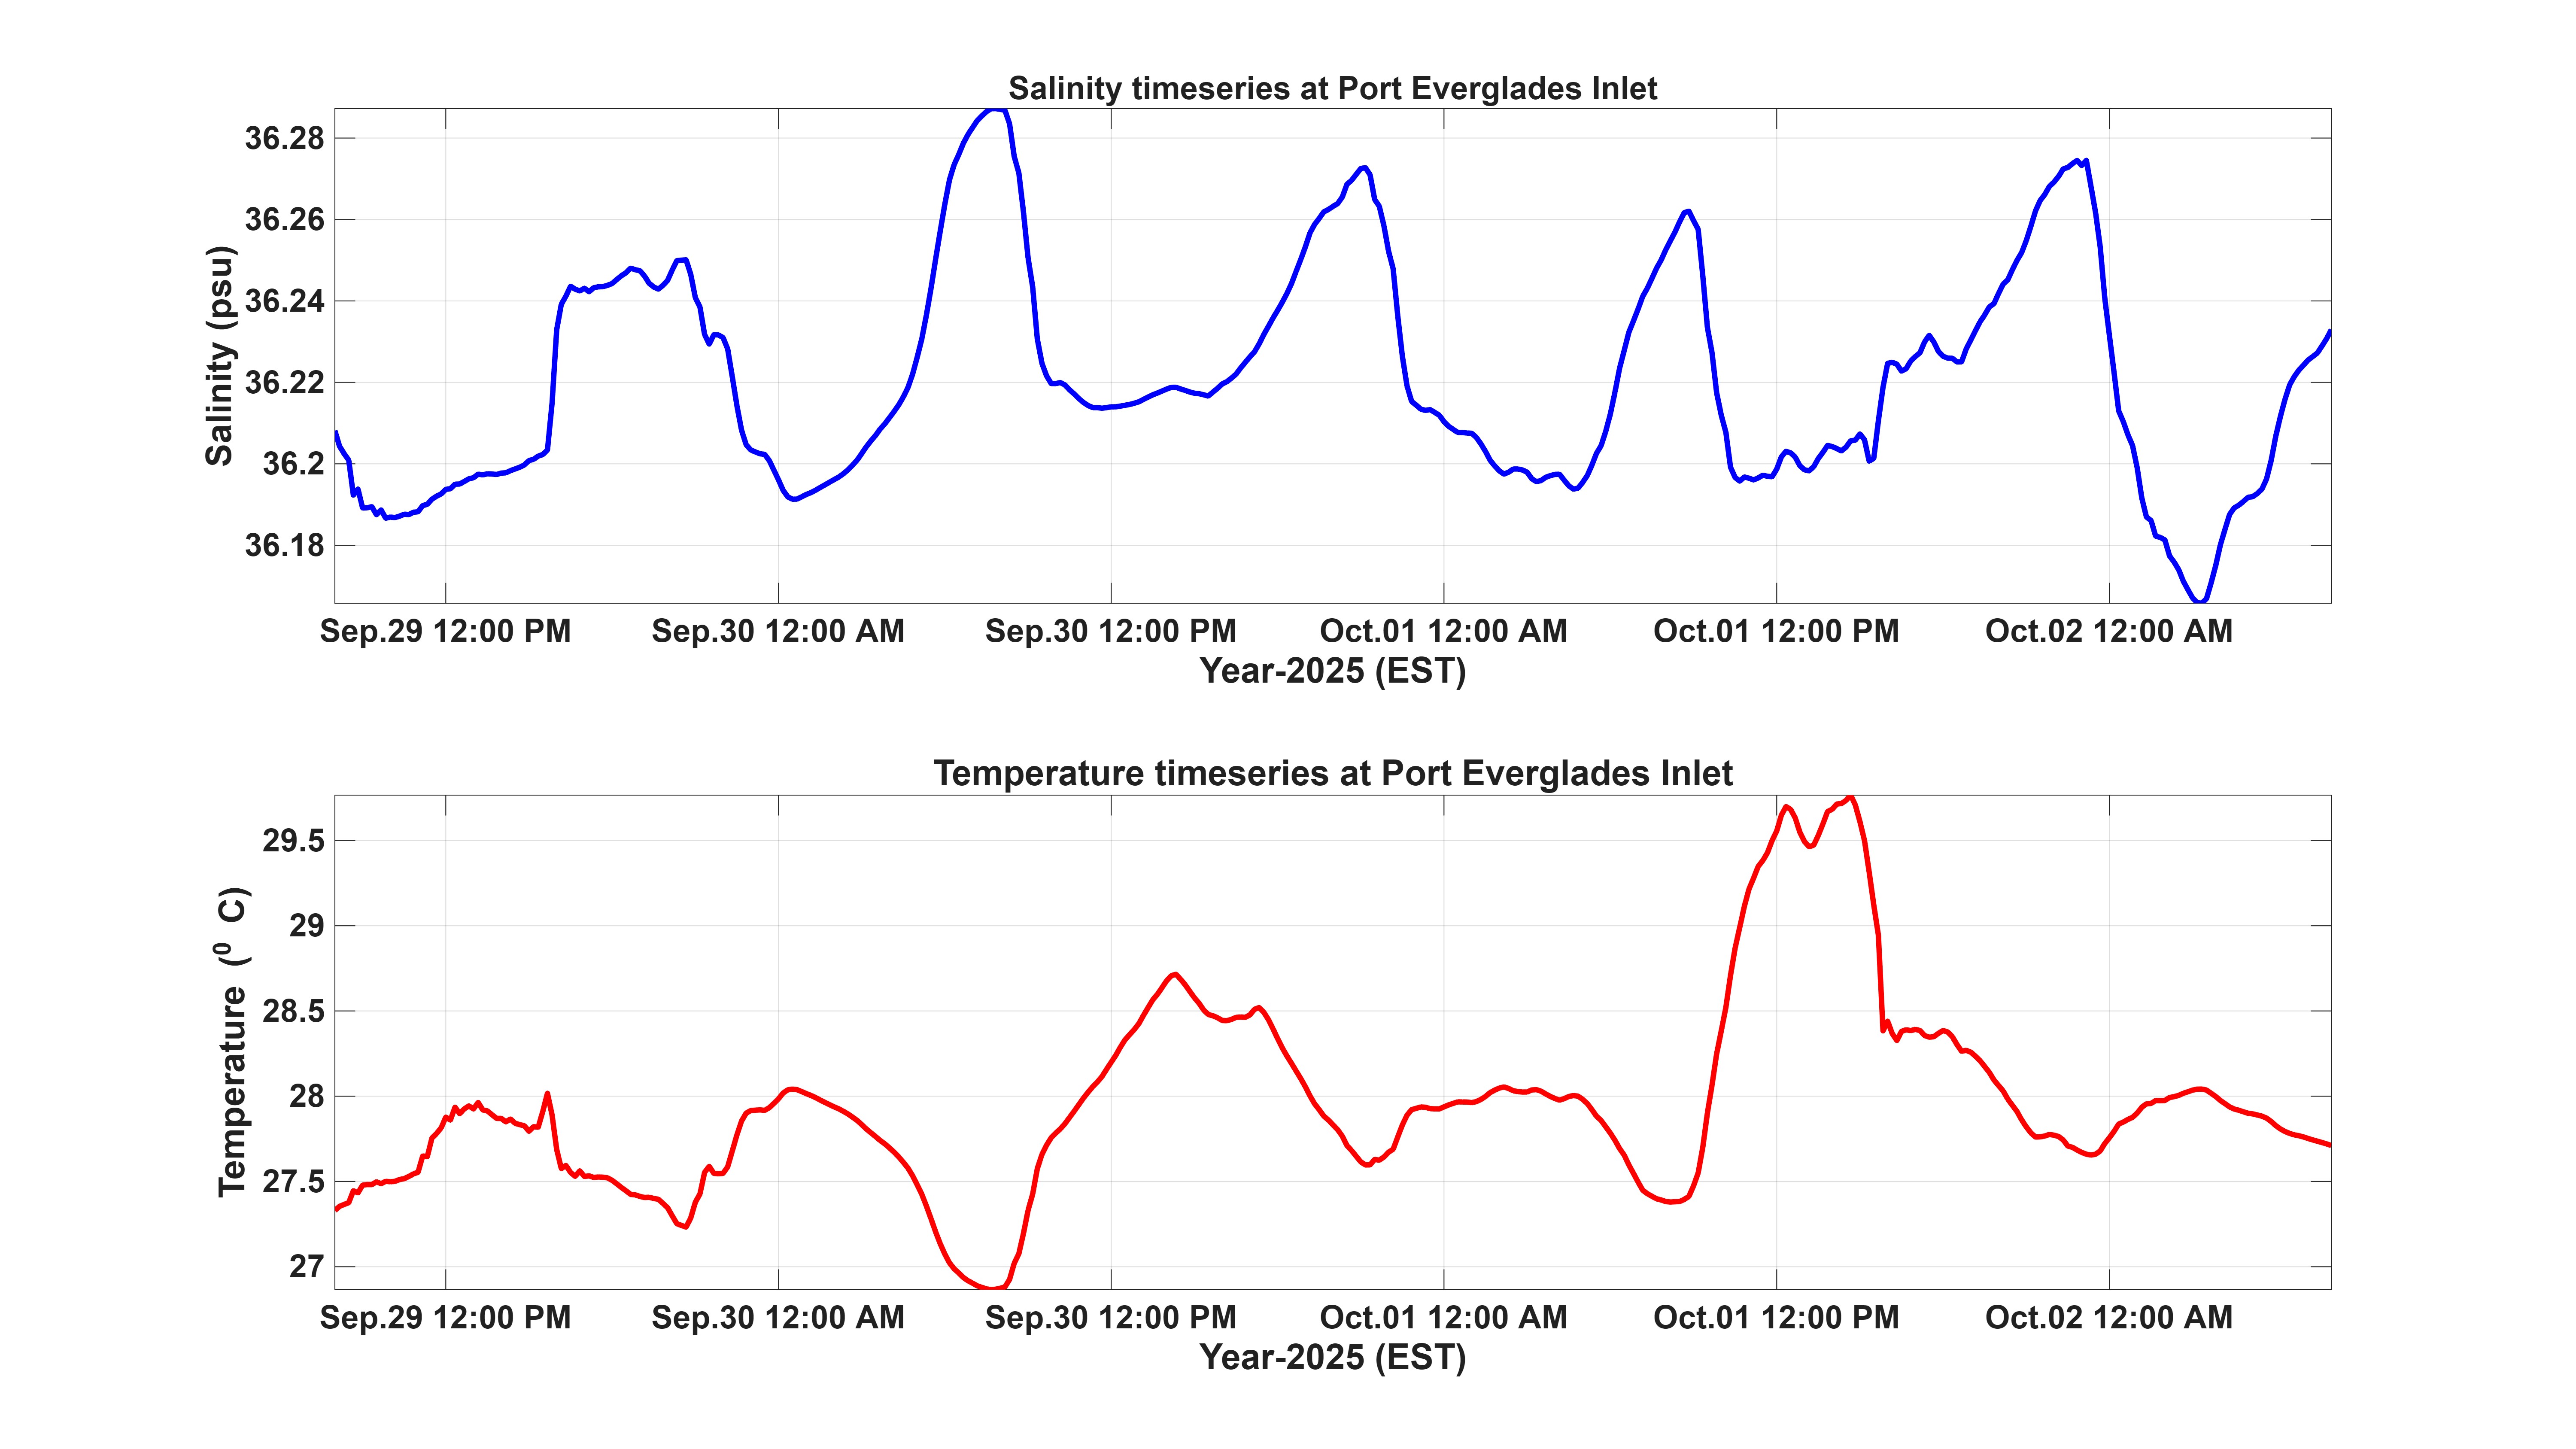 Salinity timeseries at Port Everglades Inlet
Salinity (psu)
36.28
36.26
36.24
36.22
36.2
36.18
Sep.29 12:00 PM Sep.30 12:00 AM Sep.30 12:00 PM Oct.01 12:00 AM Oct.01 12:00 PM Oct.02 12:00 AM
Year-2025 (EST)
Temperature timeseries at Port Everglades Inlet
Temperature (⁰ C)
29.5
29
28.5
28
27.5
27
Sep.29 12:00 PM Sep.30 12:00 AM Sep.30 12:00 PM Oct.01 12:00 AM Oct.01 12:00 PM Oct.02 12:00 AM
Year-2025 (EST)